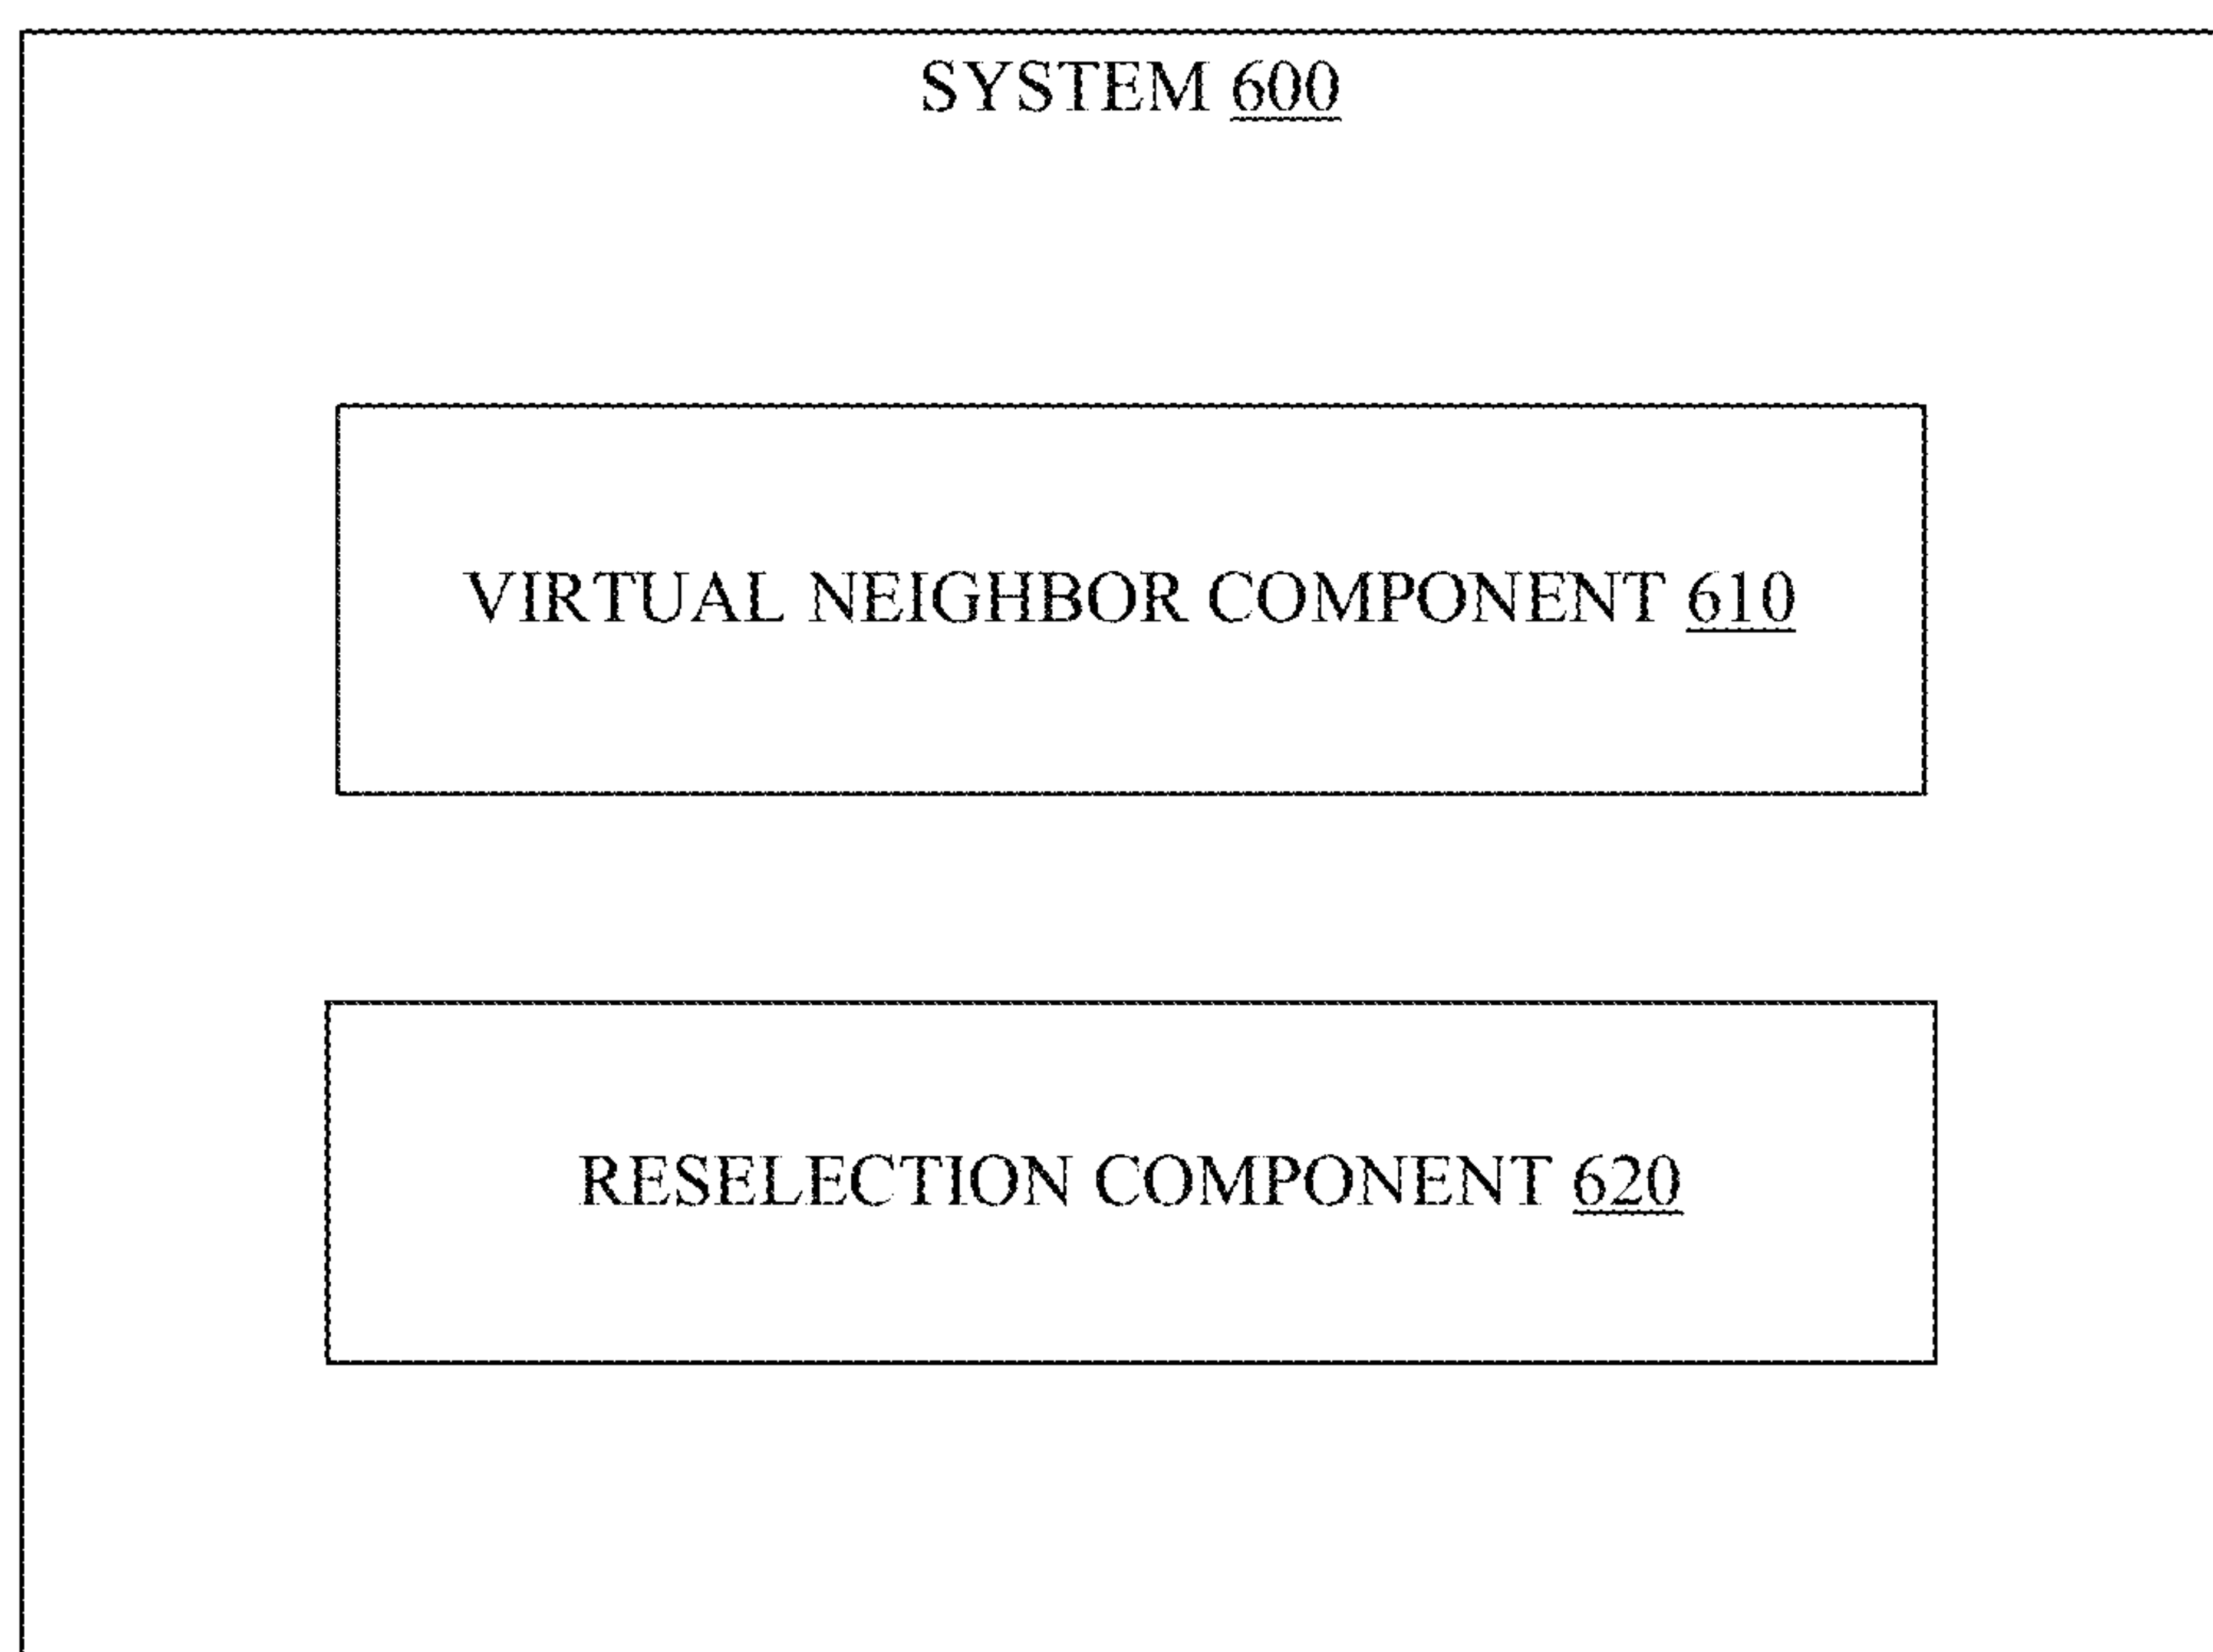 SYSTEM 600
VIRTUAL NEIGHBOR COMPONENT 610
RESELECTION COMPONENT 620